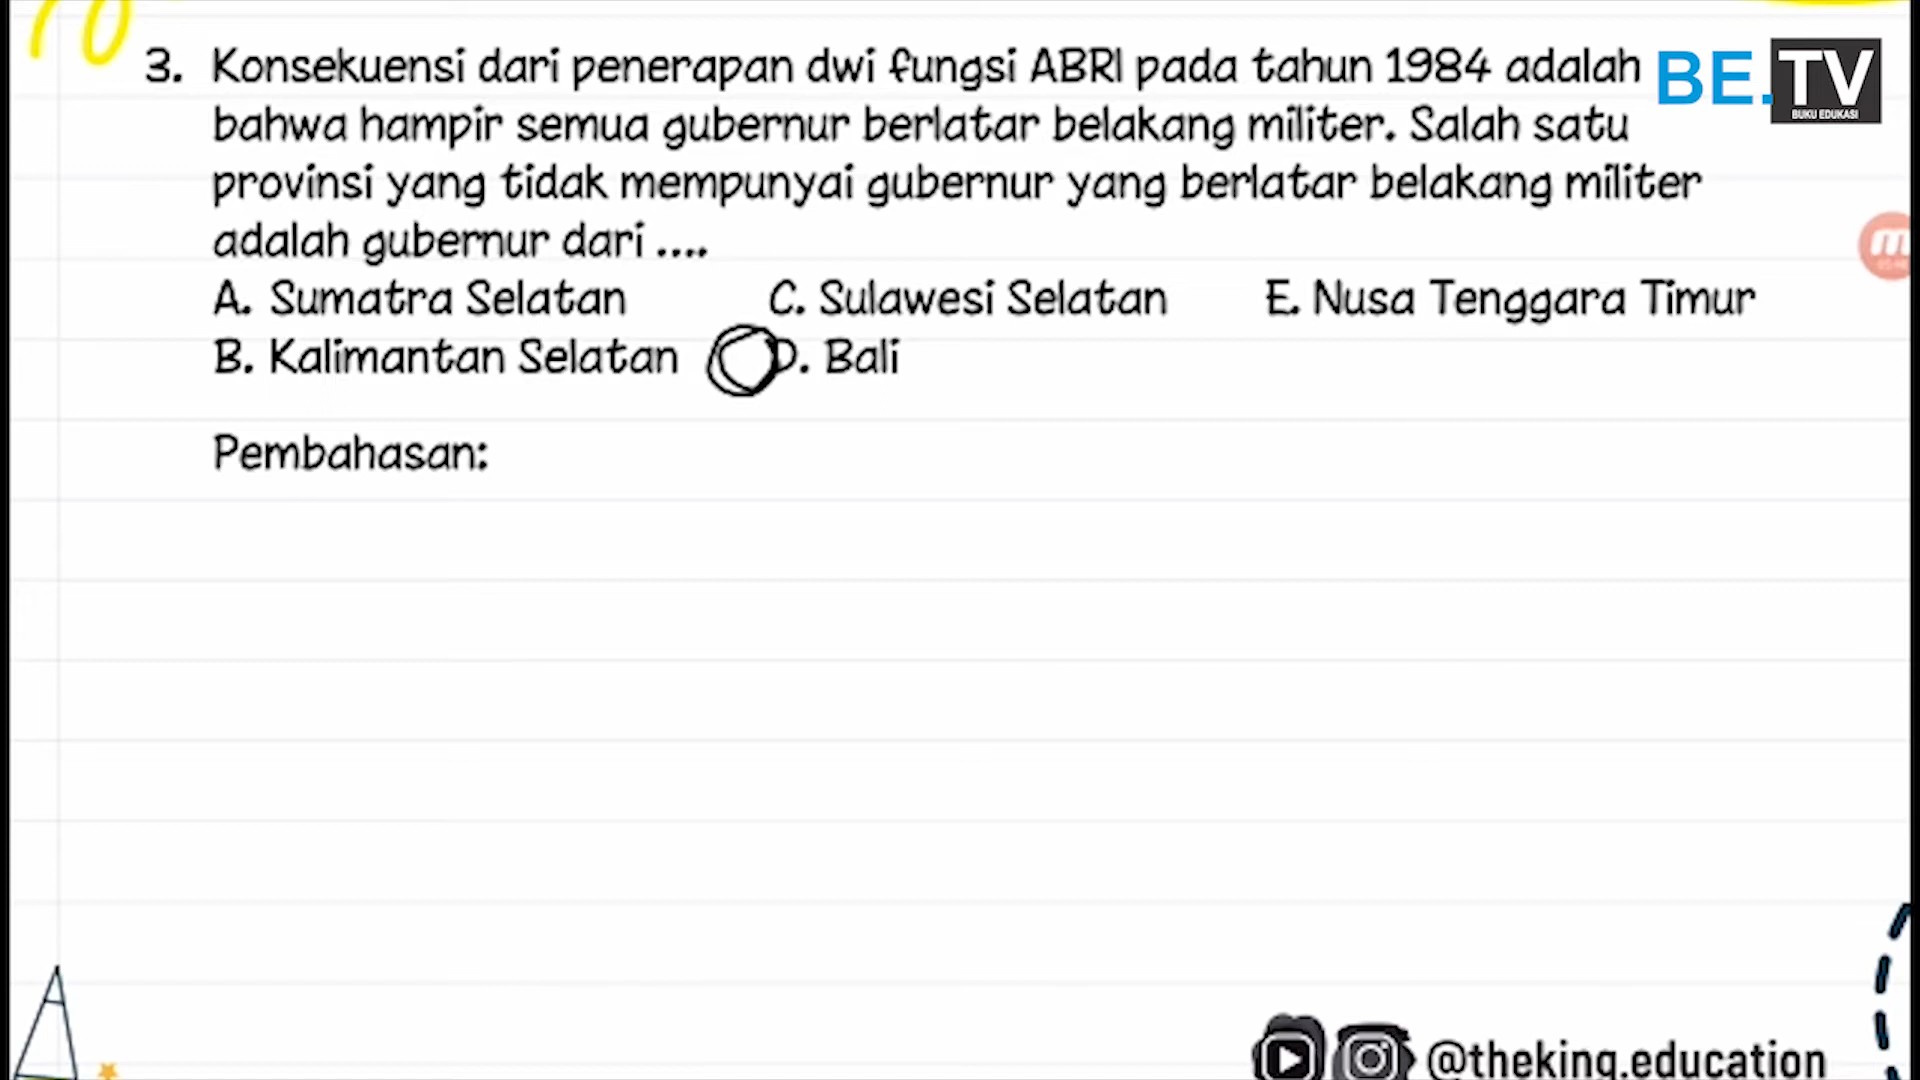 3. Konsekuensi dari penerapan dwi fungsi ABRI pada tahun 1984 adalah
BE.TV
BUKU EDUKASI
bahwa hampir semua gubernur berlatar belakang militer. Salah satu
provinsi yang tidak mempunyai gubernur yang berlatar belakang militer
adalah gubernur dari ....
A. Sumatra Selatan C. Sulawesi Selatan E. Nusa Tenggara Timur
B. Kalimantan Selatan D. Bali
Pembahasan:
@theking.education